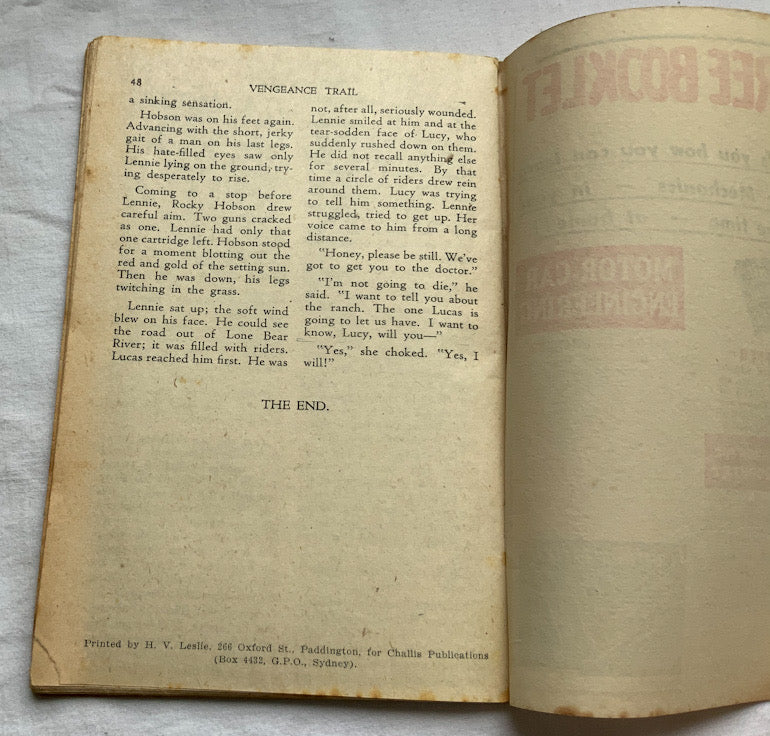 48
VENGEANCE TRAIL
a sinking sensation.
Hobson was on his feet again.
Advancing with the short, jerky
gait of a man on his last legs.
His hate-filled eyes saw only
Lennie lying on the ground, try-
ing desperately to rise.
Coming to a stop before
Lennie, Rocky Hobson drew
careful aim. Two guns cracked
as one. Lennie had only that
one cartridge left. Hobson stood
for a moment blotting out the
red and gold of the setting sun.
Then he was down, his legs
twitching in the grass.
Lennie sat up; the soft wind
blew on his face. He could see
the road out of Lone Bear
River; it was filled with riders.
Lucas reached him first. He was
not, after all, seriously wounded.
Lennie smiled at him and at the
tear-sodden face of Lucy, who
suddenly rushed down on them.
He did not recall anything else
for several minutes. By that
time a circle of riders drew rein
around them. Lucy was trying
to tell him something. Lennie
struggled, tried to get up. Her
voice came to him from a long
distance.
"Honey, please be still. We've
got to get you to the doctor."
"I'm not going to die," he
said. "I want to tell you about
the ranch. The one Lucas is
going to let us have. I want to
know, Lucy, will you—"
"Yes," she choked. "Yes, I
will!"
THE END.
Printed by H. V. Leslie, 266 Oxford St., Paddington, for Challis Publications
(Box 4432, G.P.O., Sydney).
REE BOOKLET
you how you can